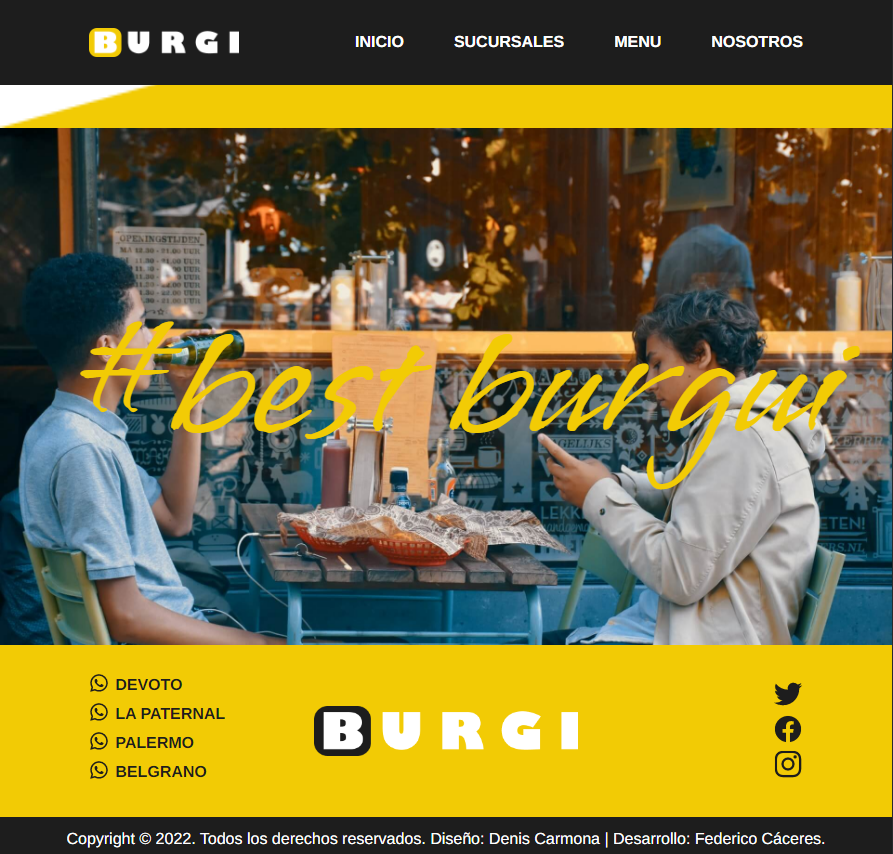 BURGI
INICIO SUCURSALES MENU NOSOTROS
OPENINGSTIJDEN
#best burgui
DEVOTO
LA PATERNAL
PALERMO
BELGRANO
BURGI
Copyright © 2022. Todos los derechos reservados. Diseño: Denis Carmona | Desarrollo: Federico Cáceres.